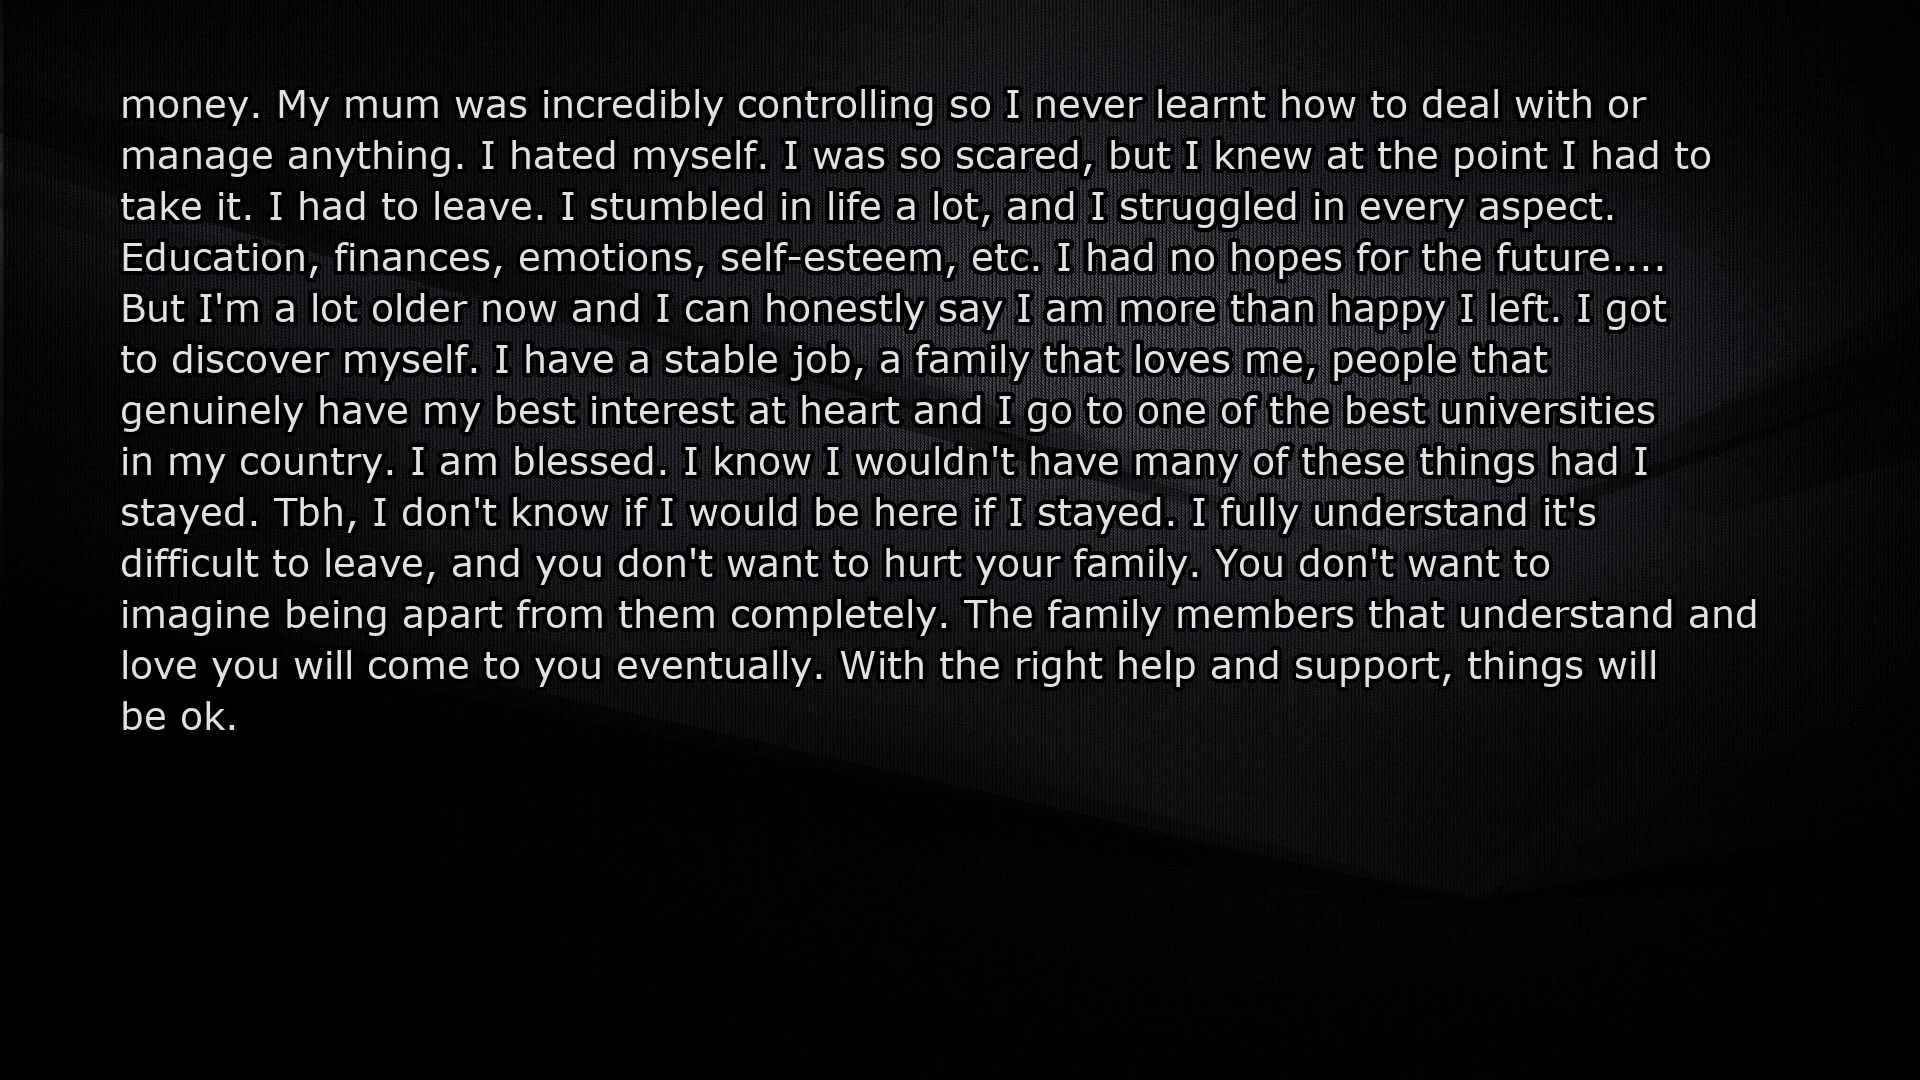 money. My mum was incredibly controlling so I never learnt how to deal with or
manage anything. I hated myself. I was so scared, but I knew at the point I had to
take it. I had to leave. I stumbled in life a lot, and I struggled in every aspect.
Education, finances, emotions, self-esteem, etc. I had no hopes for the future....
But I'm a lot older now and I can honestly say I am more than happy I left. I got
to discover myself. I have a stable job, a family that loves me, people that
genuinely have my best interest at heart and I go to one of the best universities
in my country. I am blessed. I know I wouldn't have many of these things had I
stayed. Tbh, I don't know if I would be here if I stayed. I fully understand it's
difficult to leave, and you don't want to hurt your family. You don't want to
imagine being apart from them completely. The family members that understand and
love you will come to you eventually. With the right help and support, things will
be ok.